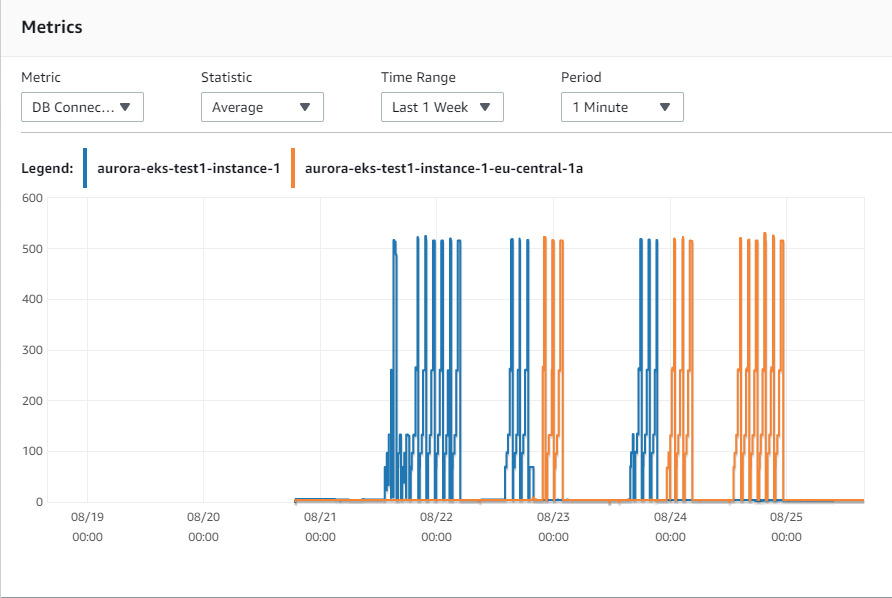 Metrics
Metric Statistic Time Range Period
DB Connec... Average Last 1 Week 1 Minute
Legend: aurora-eks-test1-instance-1 aurora-eks-test1-instance-1-eu-central-1a
600
500
400
300
200
100
0
08/19 08/20 08/21 08/22 08/23 08/24 08/25
00:00 00:00 00:00 00:00 00:00 00:00 00:00